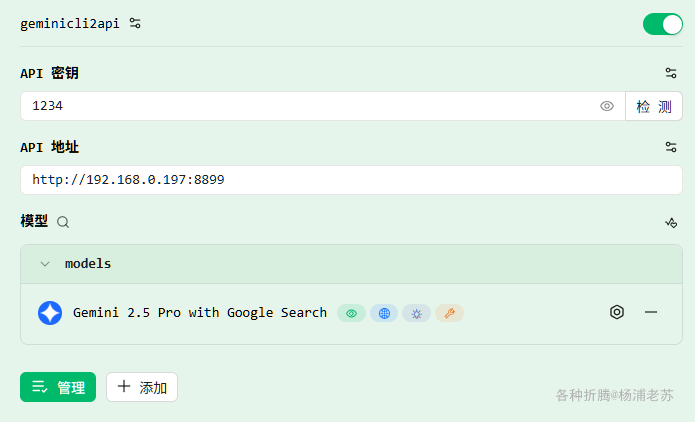 geminicli2api
API 密钥
1234
检 测
API 地址
http://192.168.0.197:8899
模型
models
Gemini 2.5 Pro with Google Search
管理
添加
各种折腾@杨浦老苏